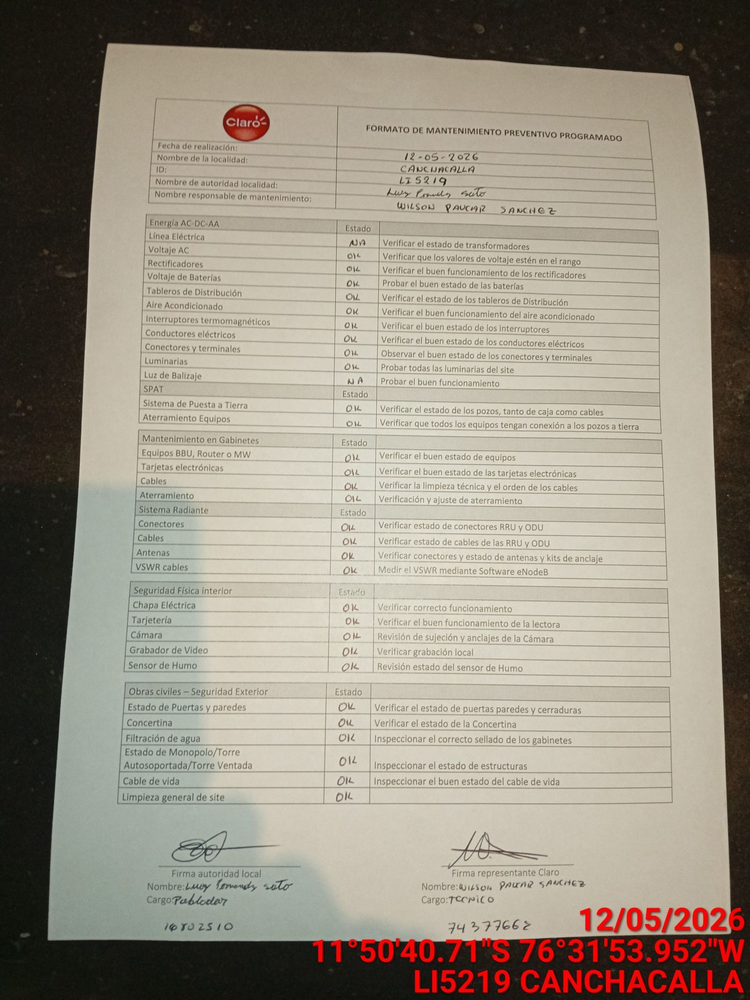 Claro
FORMATO DE MANTENIMIENTO PREVENTIVO PROGRAMADO
Fecha de realización: 12-05-2026
Nombre de la localidad: CANCHACALLA
ID: LI5219
Nombre de autoridad localidad: soto
Nombre responsable de mantenimiento: WILSON PAUCAR SANCHEZ
Energía AC-DC-AA Estado
Línea Eléctrica NA Verificar el estado de transformadores
Voltaje AC OK Verificar que los valores de voltaje estén en el rango
Rectificadores OK Verificar el buen funcionamiento de los rectificadores
Voltaje de Baterías OK Probar el buen estado de las baterías
Tableros de Distribución OK Verificar el estado de los tableros de Distribución
Aire Acondicionado OK Verificar el buen funcionamiento del aire acondicionado
Interruptores termomagnéticos OK Verificar el buen estado de los interruptores
Conductores eléctricos OK Verificar el buen estado de los conductores eléctricos
Conectores y terminales OK Observar el buen estado de los conectores y terminales
Luminarias OK Probar todas las luminarias del site
Luz de Balizaje NA Probar el buen funcionamiento
SPAT Estado
Sistema de Puesta a Tierra OK Verificar el estado de los pozos, tanto de caja como cables
Aterramiento Equipos OK Verificar que todos los equipos tengan conexión a los pozos a tierra
Mantenimiento en Gabinetes Estado
Equipos BBU, Router o MW OK Verificar el buen estado de equipos
Tarjetas electrónicas OK Verificar el buen estado de las tarjetas electrónicas
Cables OK Verificar la limpieza técnica y el orden de los cables
Aterramiento OK Verificación y ajuste de aterramiento
Sistema Radiante Estado
Conectores OK Verificar estado de conectores RRU y ODU
Cables OK Verificar estado de cables de las RRU y ODU
Antenas OK Verificar conectores y estado de antenas y kits de anclaje
VSWR cables OK Medir el VSWR mediante Software eNodeB
Seguridad Física interior Estado
Chapa Eléctrica OK Verificar correcto funcionamiento
Tarjetería OK Verificar el buen funcionamiento de la lectora
Cámara OK Revisión de sujeción y anclajes de la Cámara
Grabador de Video OK Verificar grabación local
Sensor de Humo OK Revisión estado del sensor de Humo
Obras civiles – Seguridad Exterior Estado
Estado de Puertas y paredes OK Verificar el estado de puertas paredes y cerraduras
Concertina OK Verificar el estado de la Concertina
Filtración de agua OK Inspeccionar el correcto sellado de los gabinetes
Estado de Monopolo/Torre
Autosoportada/Torre Ventada OK Inspeccionar el estado de estructuras
Cable de vida OK Inspeccionar el buen estado del cable de vida
Limpieza general de site OK
Firma autoridad local Firma representante Claro
Nombre: soto Nombre: WILSON PAUCAR SANCHEZ
Cargo: Cargo: TECNICO
74377662
12/05/2026
11°50'40.71"S 76°31'53.952"W
LI5219 CANCHACALLA